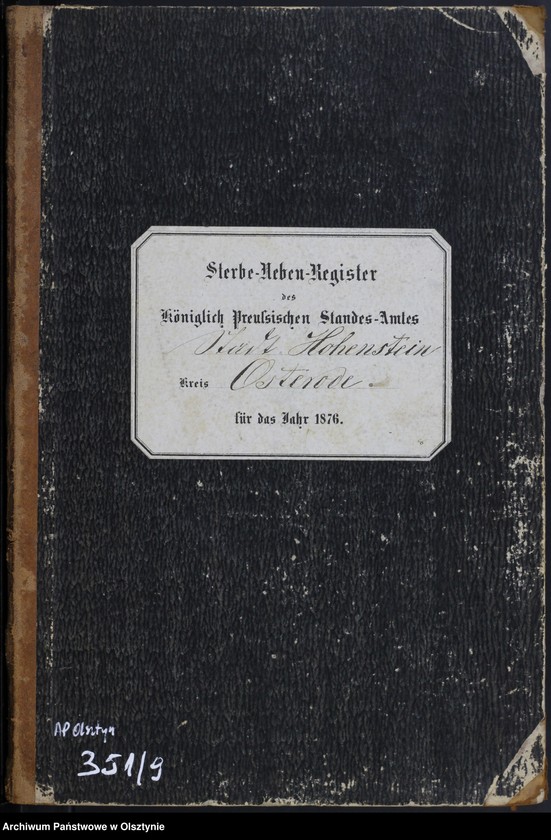 Sterbe-Neben-Register
des
Königlich Preußischen Standes-Amtes
Stadt Hohenstein
Kreis Osterode.
für das Jahr 1876.
AP Olsztyn
351/9
Archiwum Państwowe w Olsztynie